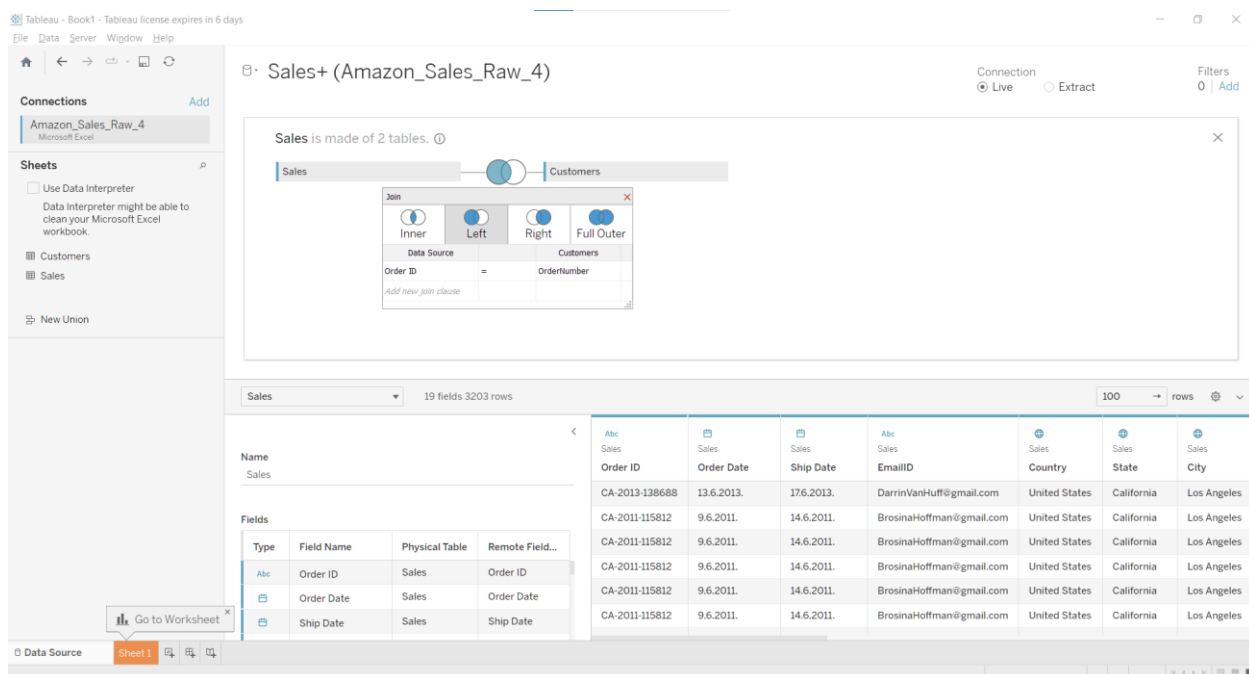 Tableau - Book1 - Tableau license expires in 6 days
File Data Server Window Help
Connections Add
Amazon_Sales_Raw_4
Microsoft Excel
Sheets
Use Data Interpreter
Data Interpreter might be able to
clean your Microsoft Excel
workbook.
Customers
Sales
New Union
Sales+ (Amazon_Sales_Raw_4)
Connection
Live Extract
Filters
0 Add
Sales is made of 2 tables.
Sales Customers
Join
Inner Left Right Full Outer
Data Source Customers
Order ID = OrderNumber
Add new join clause
Sales 19 fields 3203 rows 100 → rows
Name
Sales
Fields
Type Field Name Physical Table Remote Field...
Abc Order ID Sales Order ID
Order Date Sales Order Date
Ship Date Sales Ship Date
Abc Abc
Sales Sales Sales Sales Sales Sales Sales
Order ID Order Date Ship Date EmailID Country State City
CA-2013-138688 13.6.2013. 17.6.2013. DarrinVanHuff@gmail.com United States California Los Angeles
CA-2011-115812 9.6.2011. 14.6.2011. BrosinaHoffman@gmail.com United States California Los Angeles
CA-2011-115812 9.6.2011. 14.6.2011. BrosinaHoffman@gmail.com United States California Los Angeles
CA-2011-115812 9.6.2011. 14.6.2011. BrosinaHoffman@gmail.com United States California Los Angeles
CA-2011-115812 9.6.2011. 14.6.2011. BrosinaHoffman@gmail.com United States California Los Angeles
CA-2011-115812 9.6.2011. 14.6.2011. BrosinaHoffman@gmail.com United States California Los Angeles
Go to Worksheet
Data Source Sheet 1